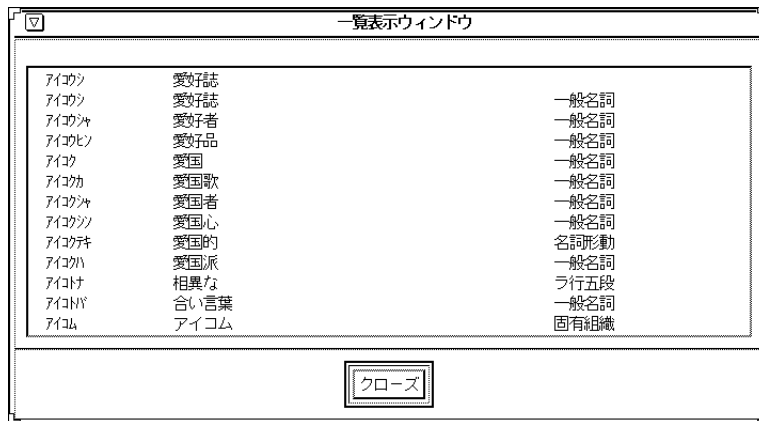 一覧表示ウィンドウ
ｱｲｺｳｼ 愛好誌
ｱｲｺｳｼ 愛好誌 一般名詞
ｱｲｺｳｼｬ 愛好者 一般名詞
ｱｲｺｳﾋﾝ 愛好品 一般名詞
ｱｲｺｸ 愛国 一般名詞
ｱｲｺｸｶ 愛国歌 一般名詞
ｱｲｺｸｼｬ 愛国者 一般名詞
ｱｲｺｸｼﾝ 愛国心 一般名詞
ｱｲｺｸﾃｷ 愛国的 名詞形動
ｱｲｺｸﾊ 愛国派 一般名詞
ｱｲｺﾄﾅ 相異な ラ行五段
ｱｲｺﾄﾊﾞ 合い言葉 一般名詞
ｱｲｺﾑ アイコム 固有組織
クローズ